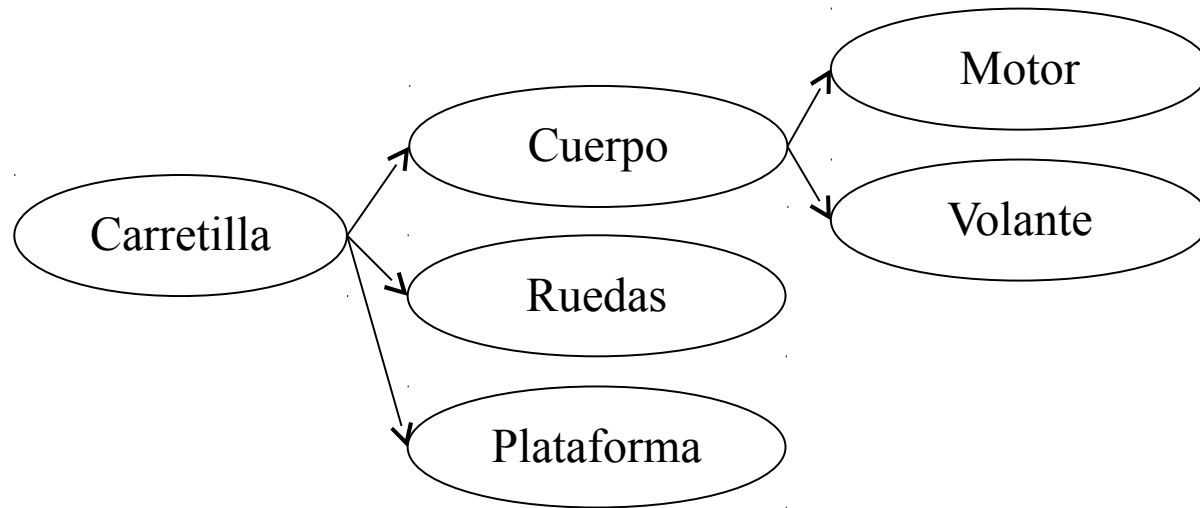 Carretilla
Cuerpo
Motor
Volante
Ruedas
Plataforma